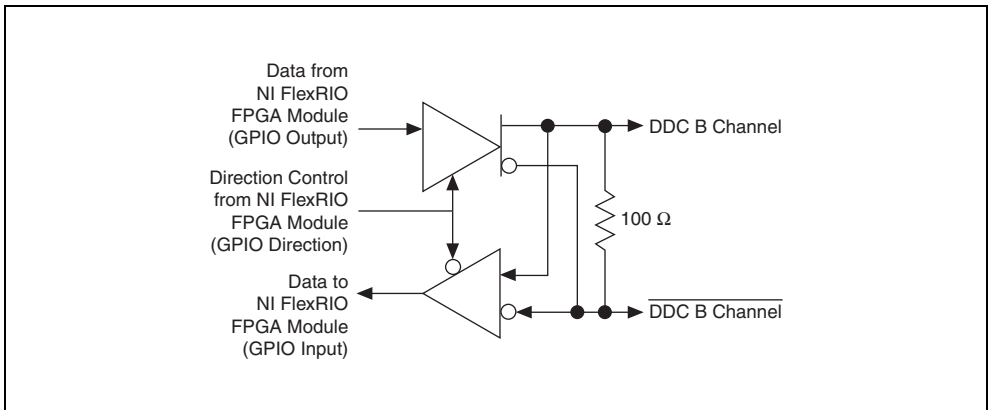 Data from
NI FlexRIO
FPGA Module
(GPIO Output)
DDC B Channel
Direction Control
from NI FlexRIO
FPGA Module
(GPIO Direction)
100 Ω
Data to
NI FlexRIO
FPGA Module
(GPIO Input)
DDC B Channel